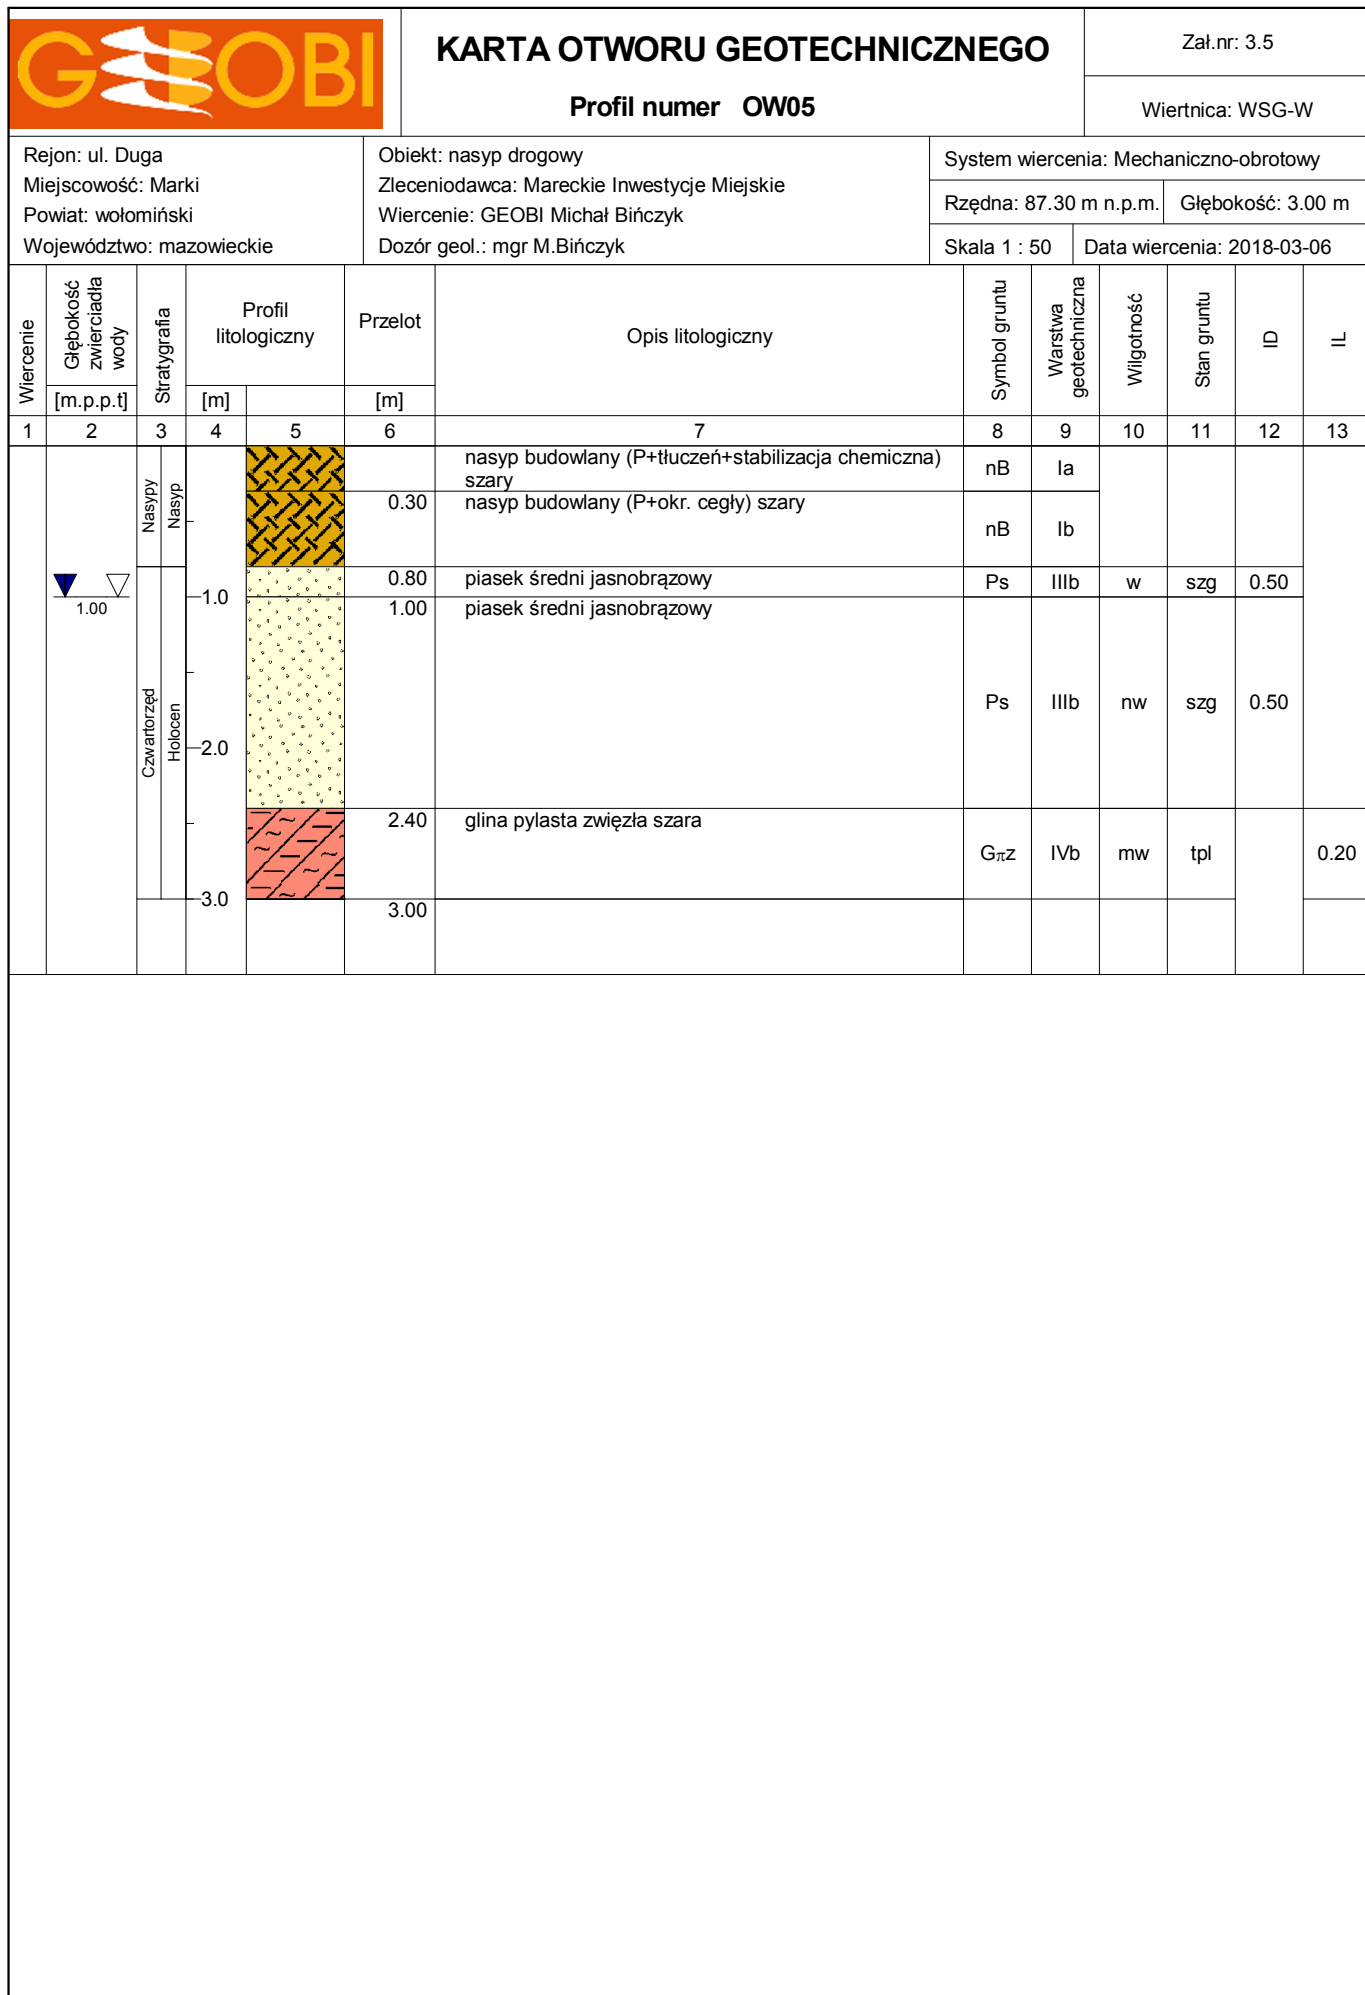 GEOBI
KARTA OTWORU GEOTECHNICZNEGO
Profil numer OW05
Zał.nr: 3.5
Wiertnica: WSG-W
Rejon: ul. Duga
Miejscowość: Marki
Powiat: wołomiński
Województwo: mazowieckie
Obiekt: nasyp drogowy
Zleceniodawca: Mareckie Inwestycje Miejskie
Wiercenie: GEOBI Michał Bińczyk
Dozór geol.: mgr M.Bińczyk
System wiercenia: Mechaniczno-obrotowy
Rzędna: 87.30 m n.p.m. Głębokość: 3.00 m
Skala 1 : 50 Data wiercenia: 2018-03-06
Wiercenie
Głębokość
zwierciadła
wody
[m.p.p.t]
Stratygrafia
Profil
litologiczny
[m]
Przelot
[m]
Opis litologiczny
Symbol gruntu
Warstwa
geotechniczna
Wilgotność
Stan gruntu
ID
IL
1 2 3 4 5 6 7 8 9 10 11 12 13
Nasypy
Nasyp
nasyp budowlany (P+tłuczeń+stabilizacja chemiczna)
szary
nB Ia
0.30 nasyp budowlany (P+okr. cegły) szary
nB Ib
0.80 piasek średni jasnobrązowy Ps IIIb w szg 0.50
1.00
1.0
1.00 piasek średni jasnobrązowy
Czwartorzęd
Holocen
Ps IIIb nw szg 0.50
2.0
2.40 glina pylasta zwięzła szara
Gπz IVb mw tpl 0.20
3.0
3.00